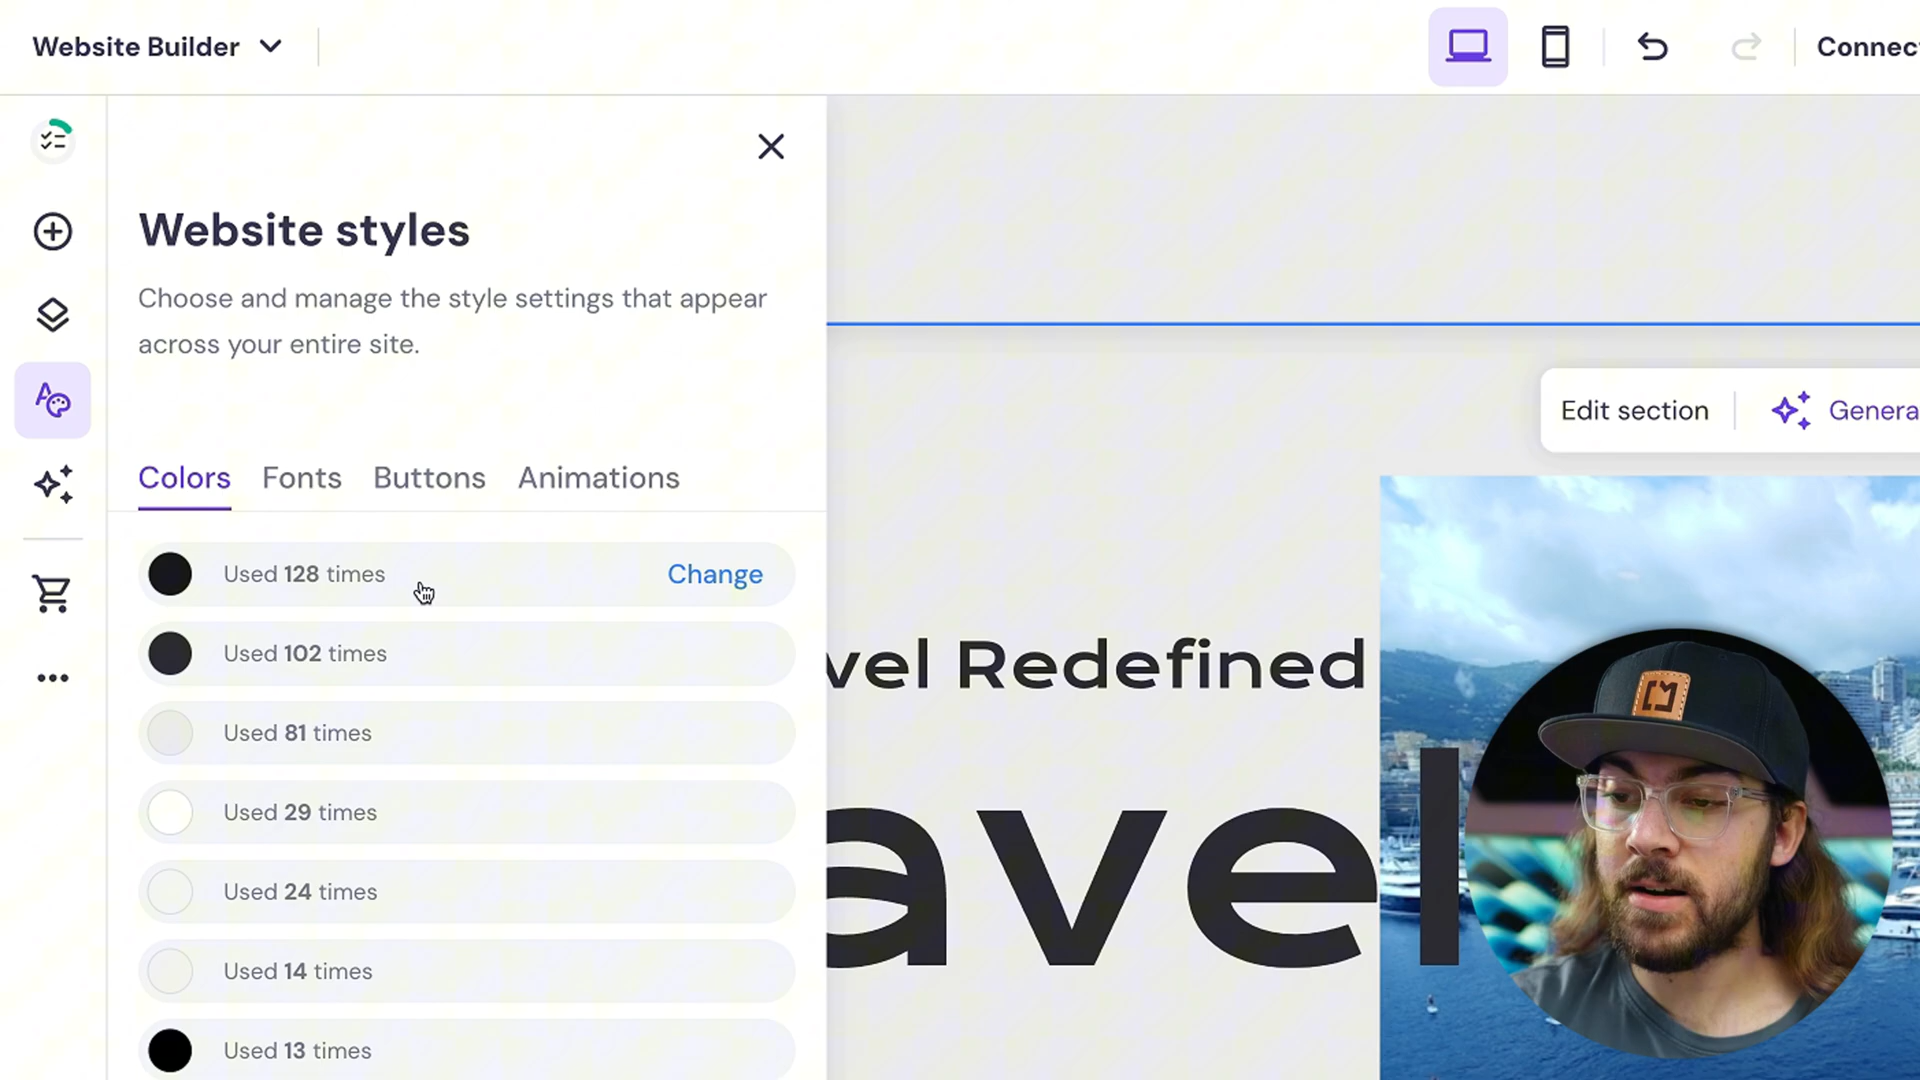 Website Builder
Connec
Website styles
Choose and manage the style settings that appear
across your entire site.
Edit section
Genera
Colors
Fonts
Buttons
Animations
Used 128 times
Change
Used 102 times
Used 81 times
Used 29 times
Used 24 times
Used 14 times
Used 13 times
vel Redefined
avel